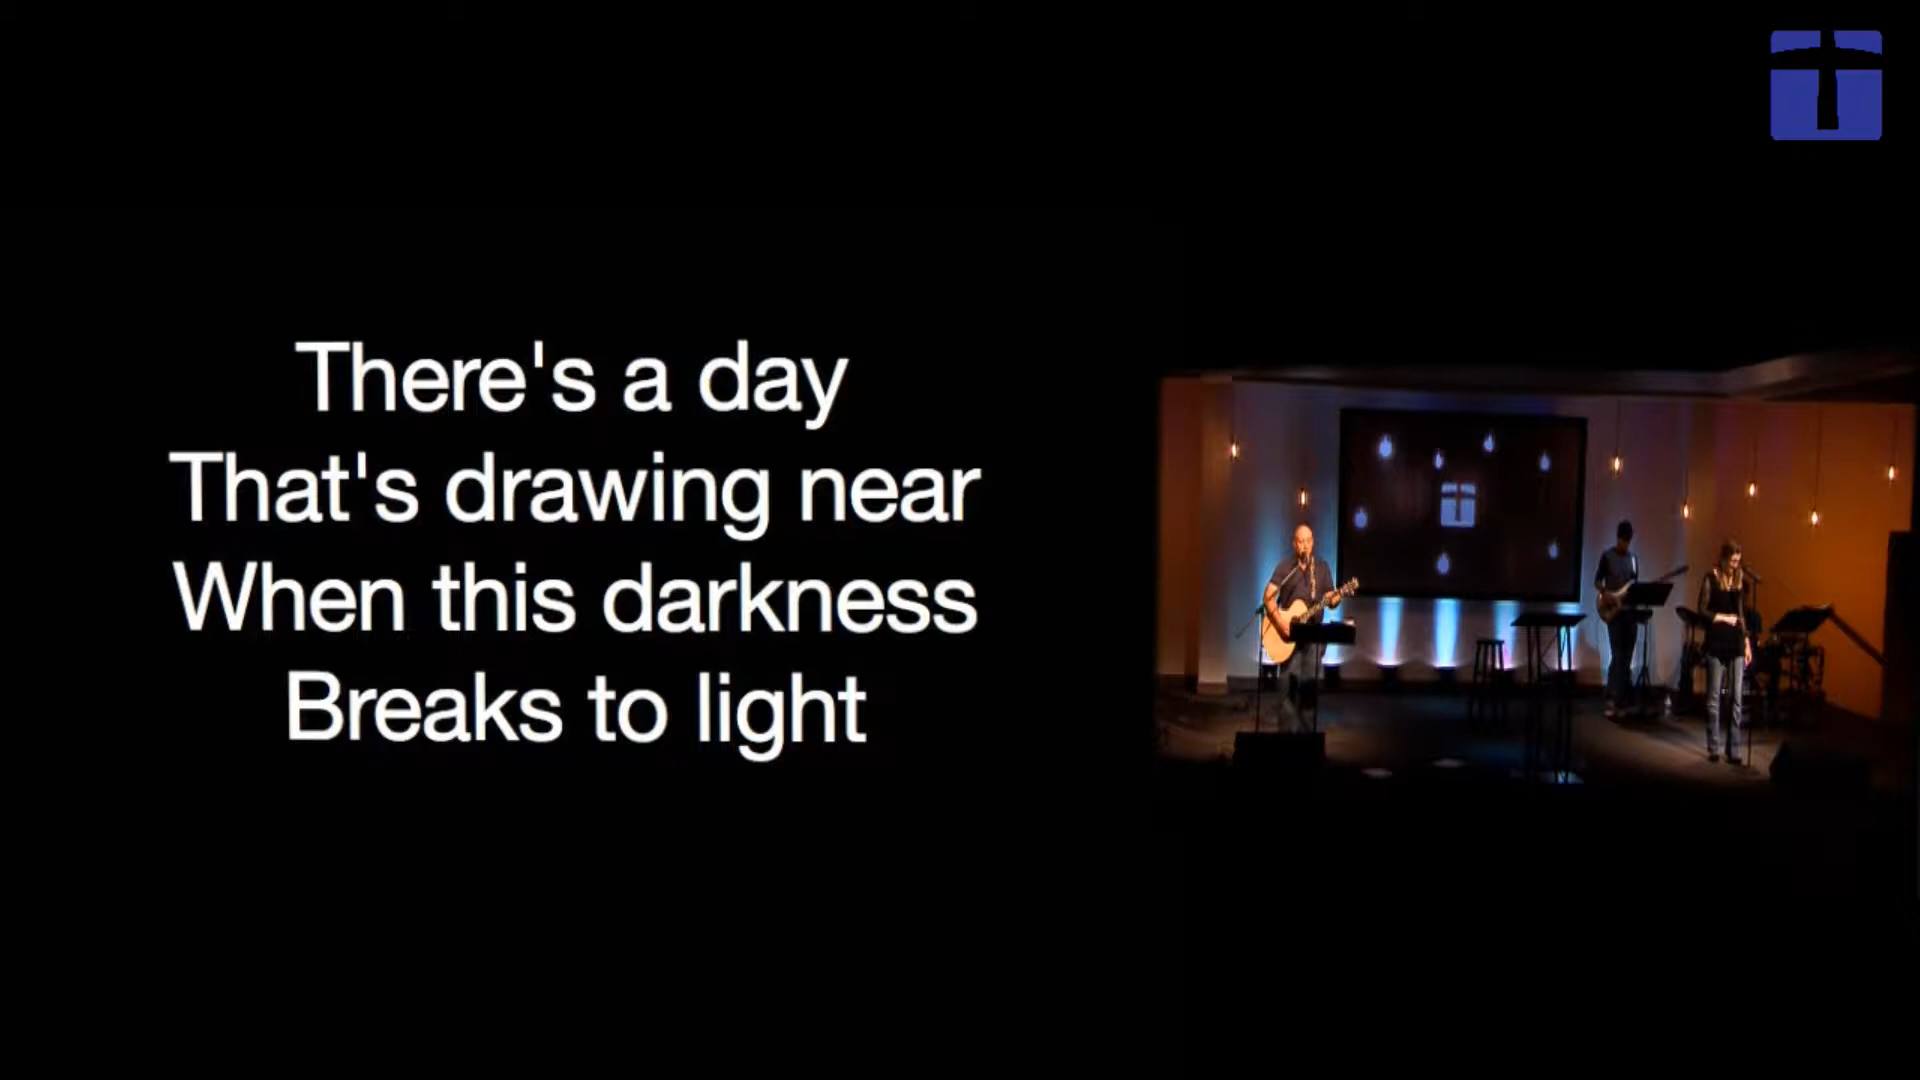 There's a day
That's drawing near
When this darkness
Breaks to light